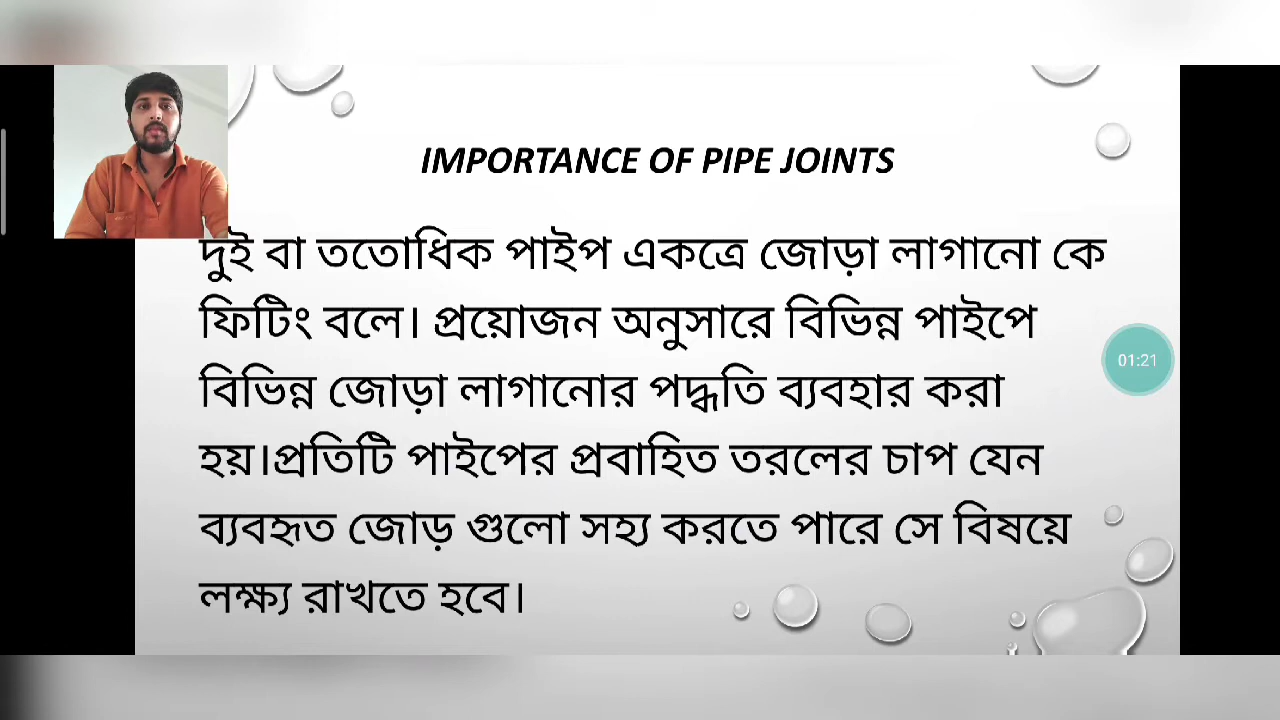 IMPORTANCE OF PIPE JOINTS
দুই বা ততোধিক পাইপ একত্রে জোড়া লাগানো কে
ফিটিং বলে। প্রয়োজন অনুসারে বিভিন্ন পাইপে
বিভিন্ন জোড়া লাগানোর পদ্ধতি ব্যবহার করা
হয়।প্রতিটি পাইপের প্রবাহিত তরলের চাপ যেন
ব্যবহৃত জোড় গুলো সহ্য করতে পারে সে বিষয়ে
লক্ষ্য রাখতে হবে।
01:21